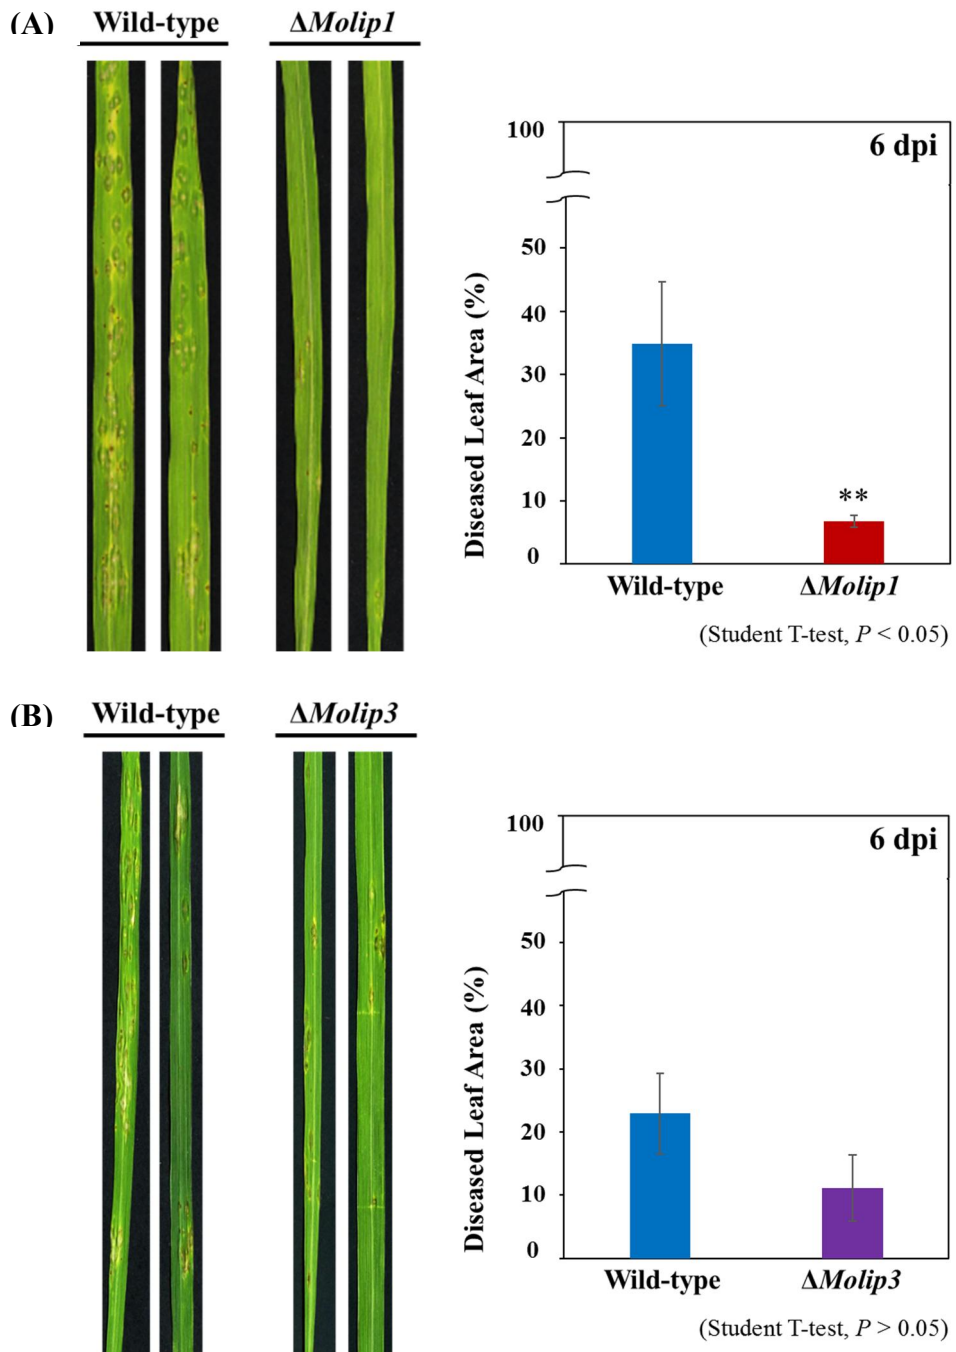 (A)
Wild-type
ΔMolip1
100
6 dpi
50
40
30
20
10
0
Diseased Leaf Area (%)
**
Wild-type
ΔMolip1
(Student T-test, P < 0.05)
(B)
Wild-type
ΔMolip3
100
6 dpi
50
40
30
20
10
0
Diseased Leaf Area (%)
Wild-type
ΔMolip3
(Student T-test, P > 0.05)